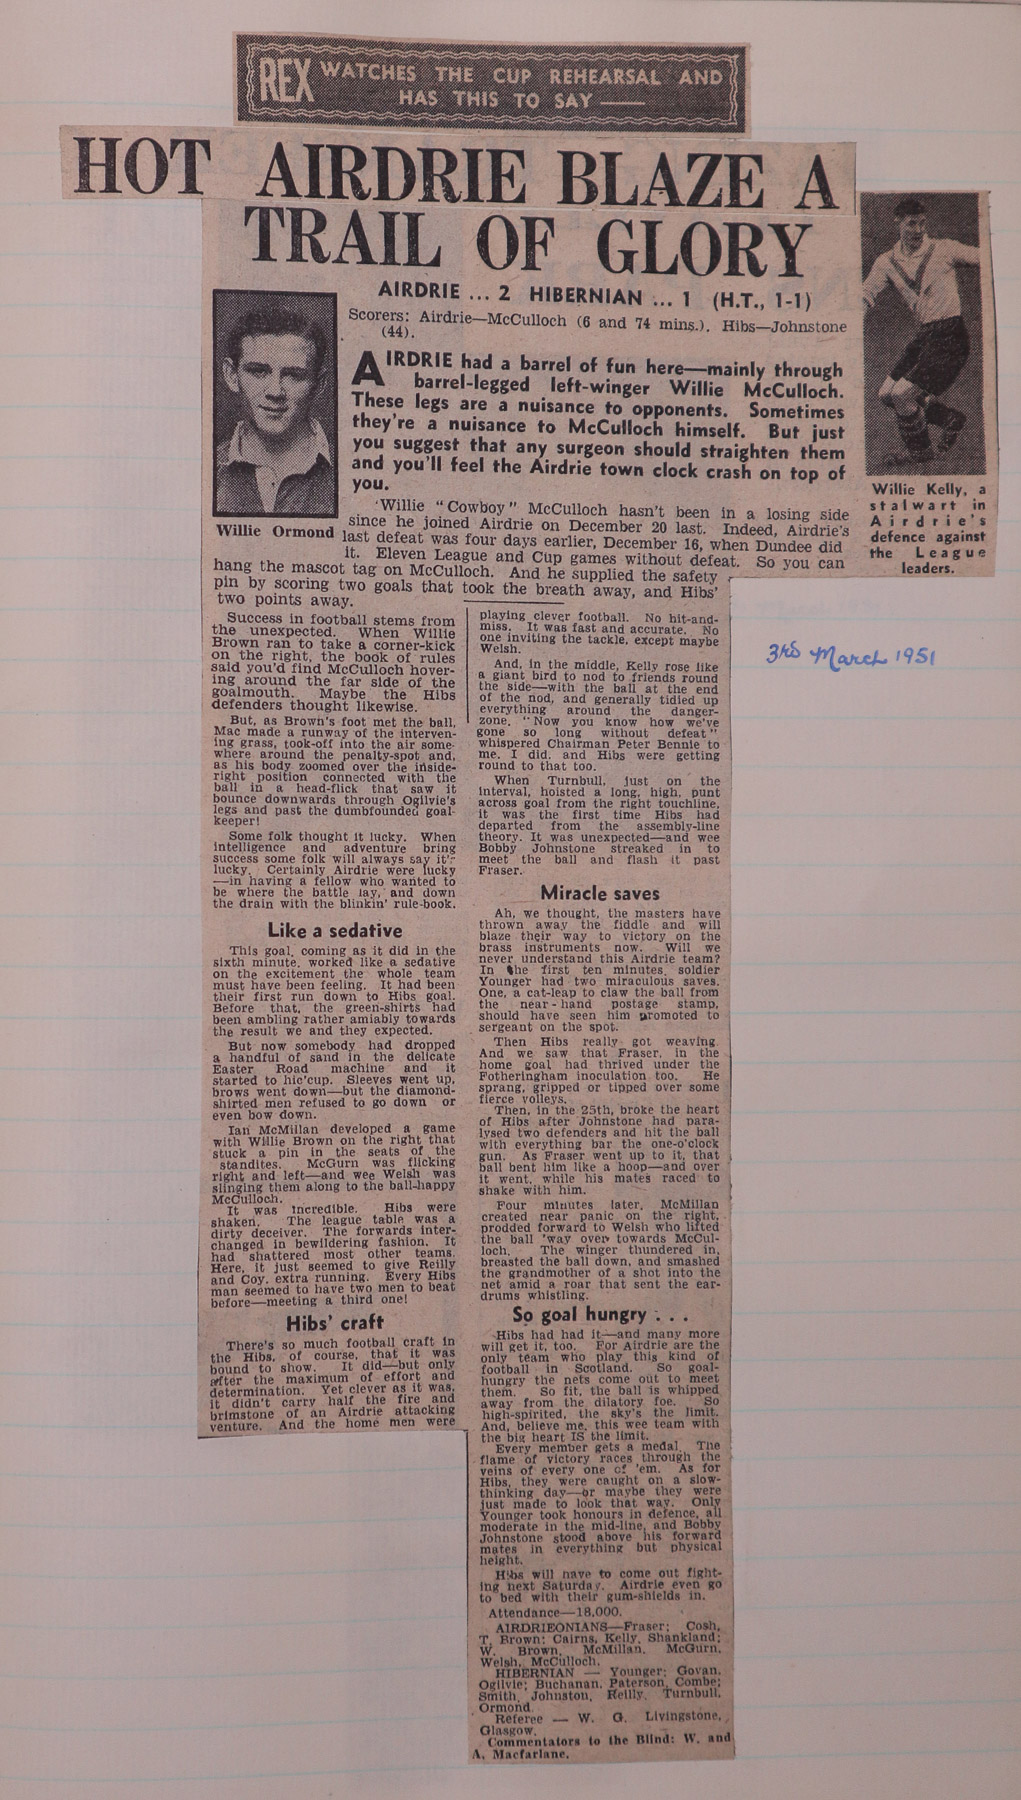 REX WATCHES THE CUP REHEARSAL AND
HAS THIS TO SAY —
HOT AIRDRIE BLAZE A
TRAIL OF GLORY
AIRDRIE ... 2 HIBERNIAN ... 1 (H.T., 1-1)
Scorers: Airdrie—McCulloch (6 and 74 mins.). Hibs—Johnstone
(44).
AIRDRIE had a barrel of fun here—mainly through
barrel-legged left-winger Willie McCulloch.
These legs are a nuisance to opponents. Sometimes
they're a nuisance to McCulloch himself. But just
you suggest that any surgeon should straighten them
and you'll feel the Airdrie town clock crash on top of
you.
Willie Ormond
Willie Kelly, a
stalwart in
Airdrie's
defence against
the League
leaders.
'Willie "Cowboy" McCulloch hasn't been in a losing side
since he joined Airdrie on December 20 last. Indeed, Airdrie's
last defeat was four days earlier, December 16, when Dundee did
it. Eleven League and Cup games without defeat. So you can
hang the mascot tag on McCulloch. And he supplied the safety
pin by scoring two goals that took the breath away, and Hibs'
two points away.
3rd March 1951
Success in football stems from
the unexpected. When Willie
Brown ran to take a corner-kick
on the right, the book of rules
said you'd find McCulloch hover-
ing around the far side of the
goalmouth. Maybe the Hibs
defenders thought likewise.
But, as Brown's foot met the ball,
Mac made a runway of the interven-
ing grass, took-off into the air some-
where around the penalty-spot and,
as his body zoomed over the inside-
right position connected with the
ball in a head-flick that saw it
bounce downwards through Ogilvie's
legs and past the dumbfounded goal-
keeper!
Some folk thought it lucky. When
intelligence and adventure bring
success some folk will always say it's
lucky. Certainly Airdrie were lucky
—in having a fellow who wanted to
be where the battle lay, and down
the drain with the blinkin' rule-book.
Like a sedative
This goal, coming as it did in the
sixth minute, worked like a sedative
on the excitement the whole team
must have been feeling. It had been
their first run down to Hibs goal.
Before that, the green-shirts had
been ambling rather amiably towards
the result we and they expected.
But now somebody had dropped
a handful of sand in the delicate
Easter Road machine and it
started to hic'cup. Sleeves went up,
brows went down—but the diamond-
shirted men refused to go down or
even bow down.
Ian McMillan developed a game
with Willie Brown on the right that
stuck a pin in the seats of the
standites. McGurn was flicking
right and left—and wee Welsh was
slinging them along to the ball-happy
McCulloch.
It was incredible. Hibs were
shaken. The league table was a
dirty deceiver. The forwards inter-
changed in bewildering fashion. It
had shattered most other teams.
Here, it just seemed to give Reilly
and Coy. extra running. Every Hibs
man seemed to have two men to beat
before—meeting a third one!
Hibs' craft
There's so much football craft in
the Hibs, of course, that it was
bound to show. It did—but only
after the maximum of effort and
determination. Yet clever as it was,
it didn't carry half the fire and
brimstone of an Airdrie attacking
venture. And the home men were
playing clever football. No hit-and-
miss. It was fast and accurate. No
one inviting the tackle, except maybe
Welsh.
And, in the middle, Kelly rose like
a giant bird to nod to friends round
the side—with the ball at the end
of the nod, and generally tidied up
everything around the danger-
zone. "Now you know how we've
gone so long without defeat"
whispered Chairman Peter Bennie to
me. I did, and Hibs were getting
round to that too.
When Turnbull, just on the
interval, hoisted a long, high, punt
across goal from the right touchline,
it was the first time Hibs had
departed from the assembly-line
theory. It was unexpected—and wee
Bobby Johnstone streaked in to
meet the ball and flash it past
Fraser.
Miracle saves
Ah, we thought, the masters have
thrown away the fiddle and will
blaze their way to victory on the
brass instruments now. Will we
never understand this Airdrie team?
In the first ten minutes, soldier
Younger had two miraculous saves.
One, a cat-leap to claw the ball from
the near-hand postage stamp,
should have seen him promoted to
sergeant on the spot.
Then Hibs really got weaving.
And we saw that Fraser, in the
home goal, had thrived under the
Fotheringham inoculation too. He
sprang, gripped or tipped over some
fierce volleys.
Then, in the 25th, broke the heart
of Hibs after Johnstone had para-
lysed two defenders and hit the ball
with everything bar the one-o'clock
gun. As Fraser went up to it, that
ball bent him like a hoop—and over
it went, while his mates raced to
shake with him.
Four minutes later, McMillan
created near panic on the right,
prodded forward to Welsh who lifted
the ball 'way over towards McCul-
loch. The winger thundered in,
breasted the ball down, and smashed
the grandmother of a shot into the
net amid a roar that sent the ear-
drums whistling.
So goal hungry . . .
Hibs had had it—and many more
will get it, too. For Airdrie are the
only team who play this kind of
football in Scotland. So goal-
hungry the nets come out to meet
them. So fit, the ball is whipped
away from the dilatory foe. So
high-spirited, the sky's the limit.
And, believe me, this wee team with
the big heart IS the limit.
Every member gets a medal. The
flame of victory races through the
veins of every one of 'em. As for
Hibs, they were caught on a slow-
thinking day—or maybe they were
just made to look that way. Only
Younger took honours in defence, all
moderate in the mid-line, and Bobby
Johnstone stood above his forward
mates in everything but physical
height.
Hibs will have to come out fight-
ing next Saturday. Airdrie even go
to bed with their gum-shields in.
Attendance—18,000.
AIRDRIEONIANS—Fraser; Cosh,
T. Brown; Cairns, Kelly, Shankland;
W. Brown, McMillan, McGurn,
Welsh, McCulloch.
HIBERNIAN — Younger; Govan,
Ogilvie; Buchanan, Paterson, Combe;
Smith, Johnston, Reilly, Turnbull,
Ormond.
Referee — W. G. Livingstone,
Glasgow.
Commentators to the Blind: W. and
A. Macfarlane.